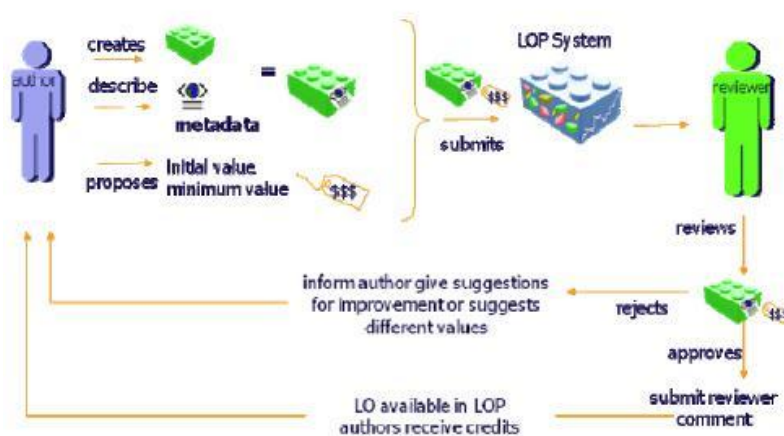 creates
author
describe
=
metadata
proposes
Initial value
minimum value
$$$
LOP System
$$$
submits
reviewer
reviews
inform author give suggestions
for improvement or suggests
different values
rejects
$$$
approves
submit reviewer
comment
LO available in LOP
authors receive credits